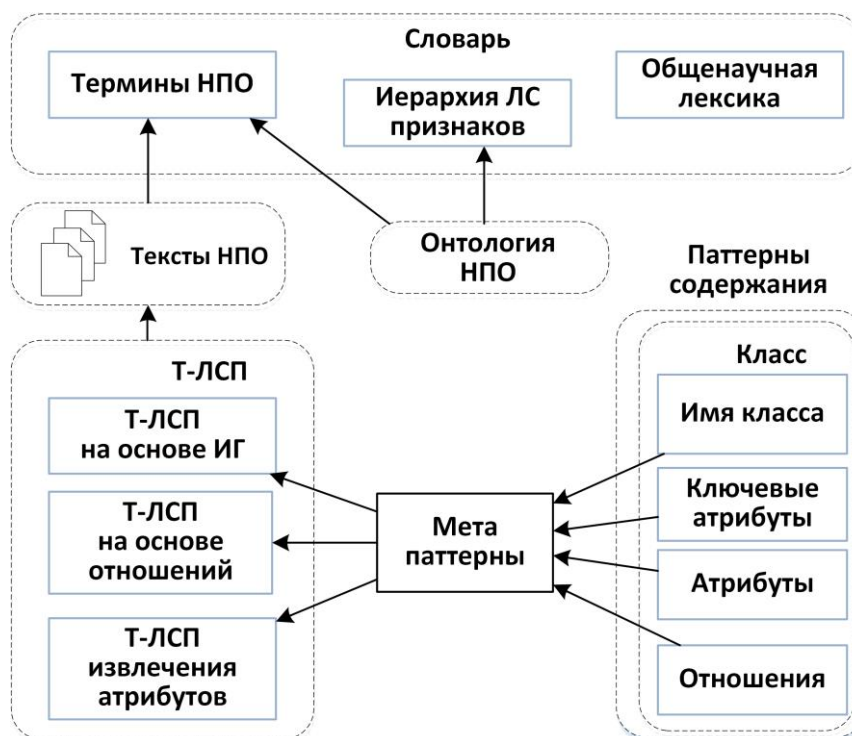 Словарь
Термины НПО
Иерархия ЛС
признаков
Общенаучная
лексика
Тексты НПО
Онтология
НПО
Паттерны
содержания
Т-ЛСП
Т-ЛСП
на основе ИГ
Т-ЛСП
на основе
отношений
Т-ЛСП
извлечения
атрибутов
Мета
паттерны
Класс
Имя класса
Ключевые
атрибуты
Атрибуты
Отношения